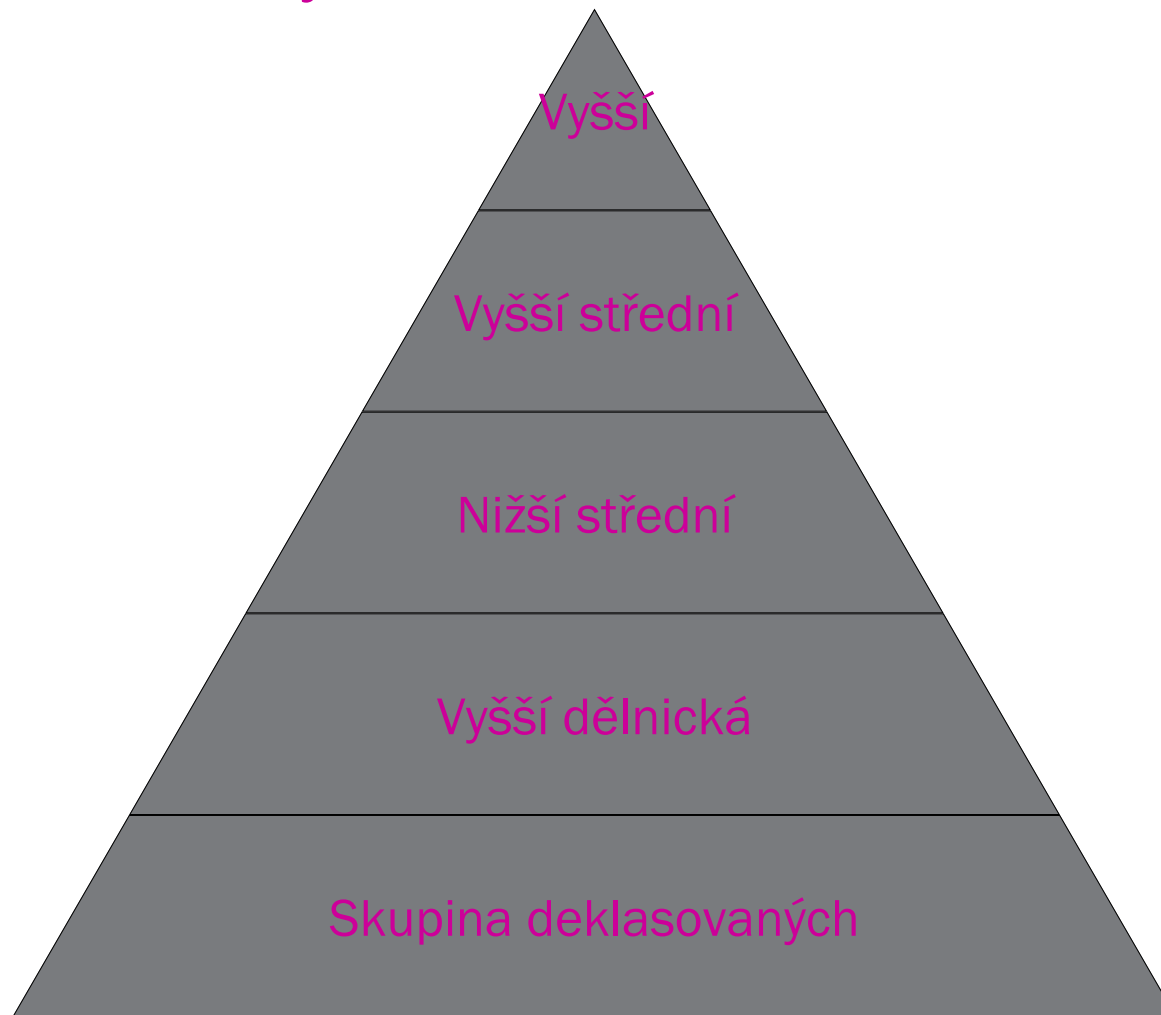 Vyšší
Vyšší střední
Nižší střední
Vyšší dělnická
Skupina deklasovaných